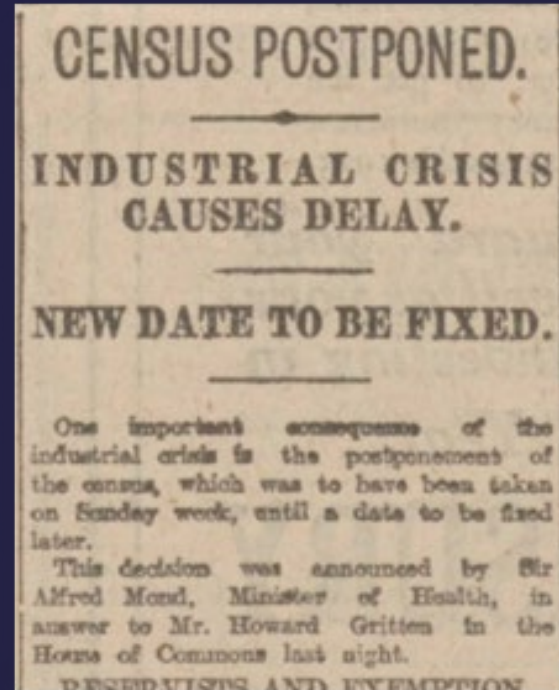 CENSUS POSTPONED.
INDUSTRIAL CRISIS
CAUSES DELAY.
NEW DATE TO BE FIXED.
One important consequence of the
industrial crisis is the postponement of
the census, which was to have been taken
on Sunday week, until a date to be fixed
later.
This decision was announced by Sir
Alfred Mond, Minister of Health, in
answer to Mr. Howard Gritten in the
House of Commons last night.
RESERVISTS AND EXEMPTION